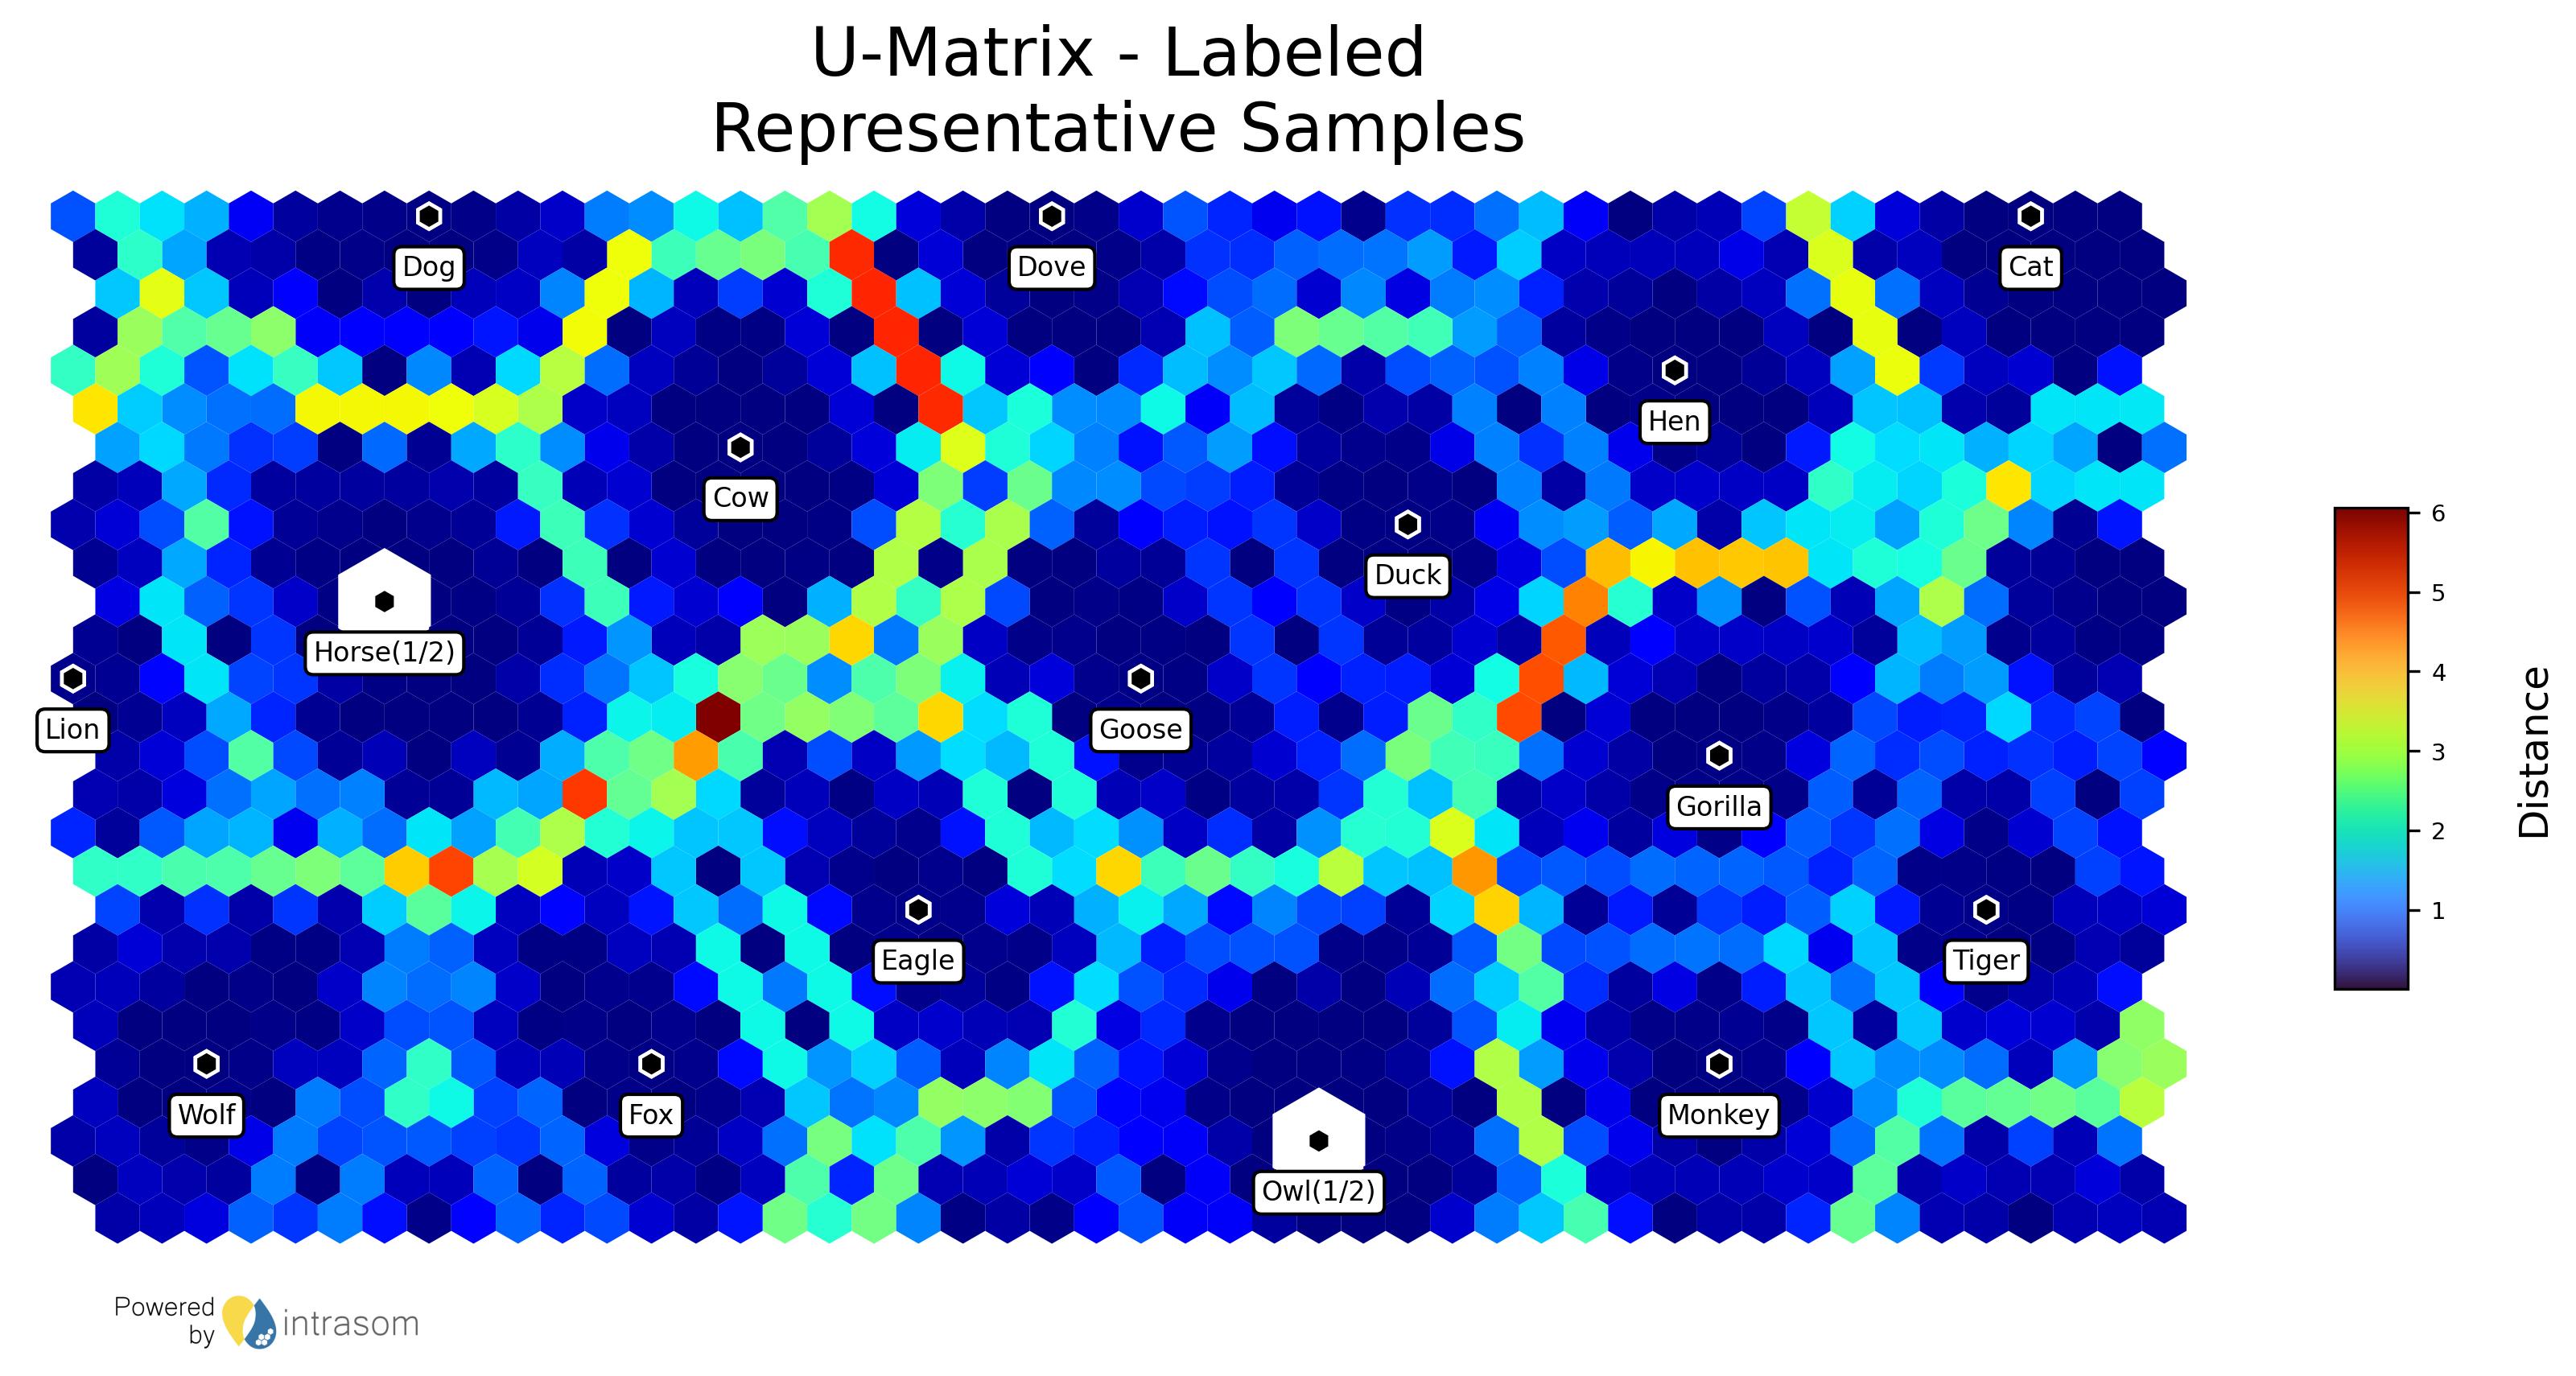 U-Matrix - Labeled
Representative Samples
Dog
Dove
Cat
Hen
Cow
Duck
Horse(1/2)
Lion
Goose
Gorilla
Eagle
Tiger
Wolf
Fox
Monkey
Owl(1/2)
6
5
4
3
2
1
Distance
Powered
by
intrasom